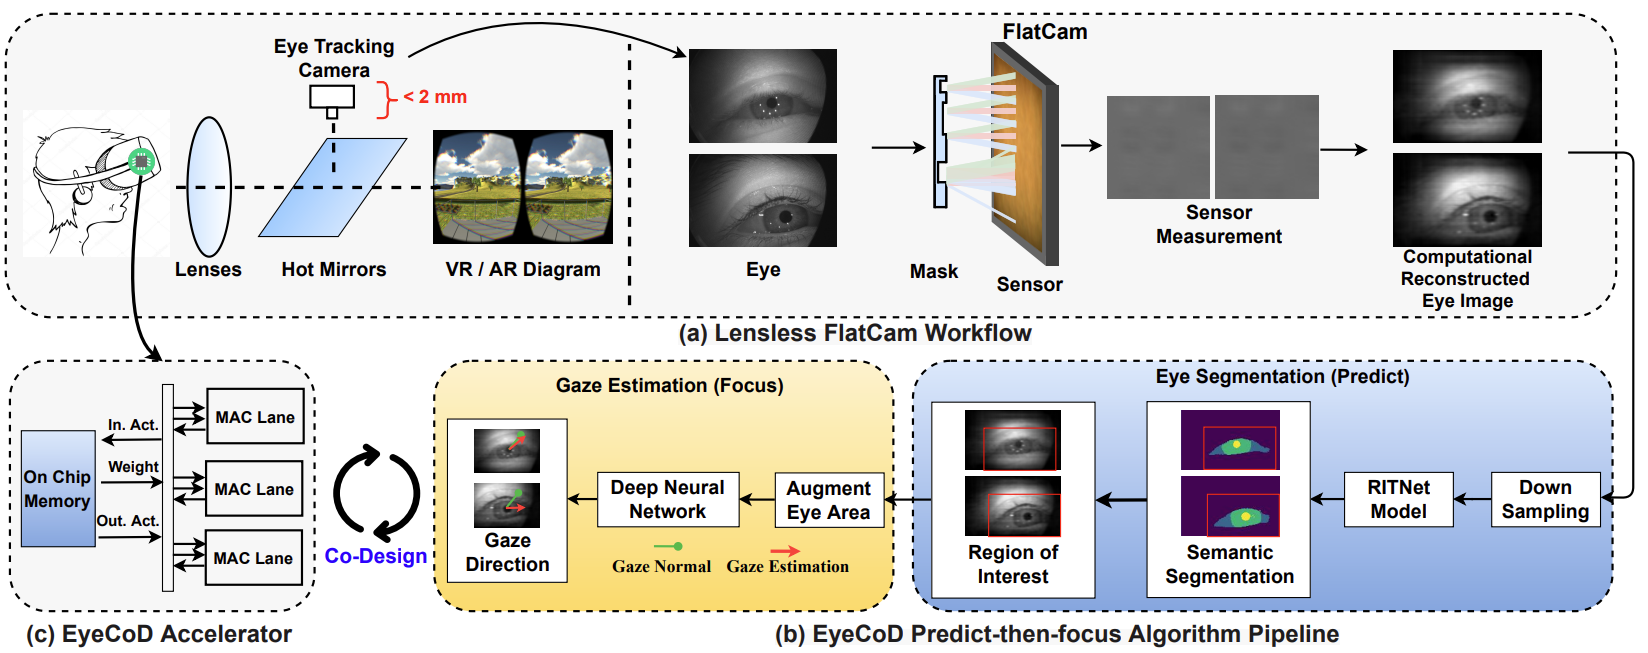 FlatCam
Eye Tracking
Camera
< 2 mm
Lenses
Hot Mirrors
VR / AR Diagram
Eye
Mask
Sensor
Sensor
Measurement
Computational
Reconstructed
Eye Image
(a) Lensless FlatCam Workflow
On Chip
Memory
In. Act.
Weight
Out. Act.
MAC Lane
MAC Lane
MAC Lane
(c) EyeCoD Accelerator
Co-Design
Gaze Estimation (Focus)
Gaze
Direction
Deep Neural
Network
Augment
Eye Area
Gaze Normal
Gaze Estimation
Eye Segmentation (Predict)
Region of
Interest
Semantic
Segmentation
RITNet
Model
Down
Sampling
(b) EyeCoD Predict-then-focus Algorithm Pipeline